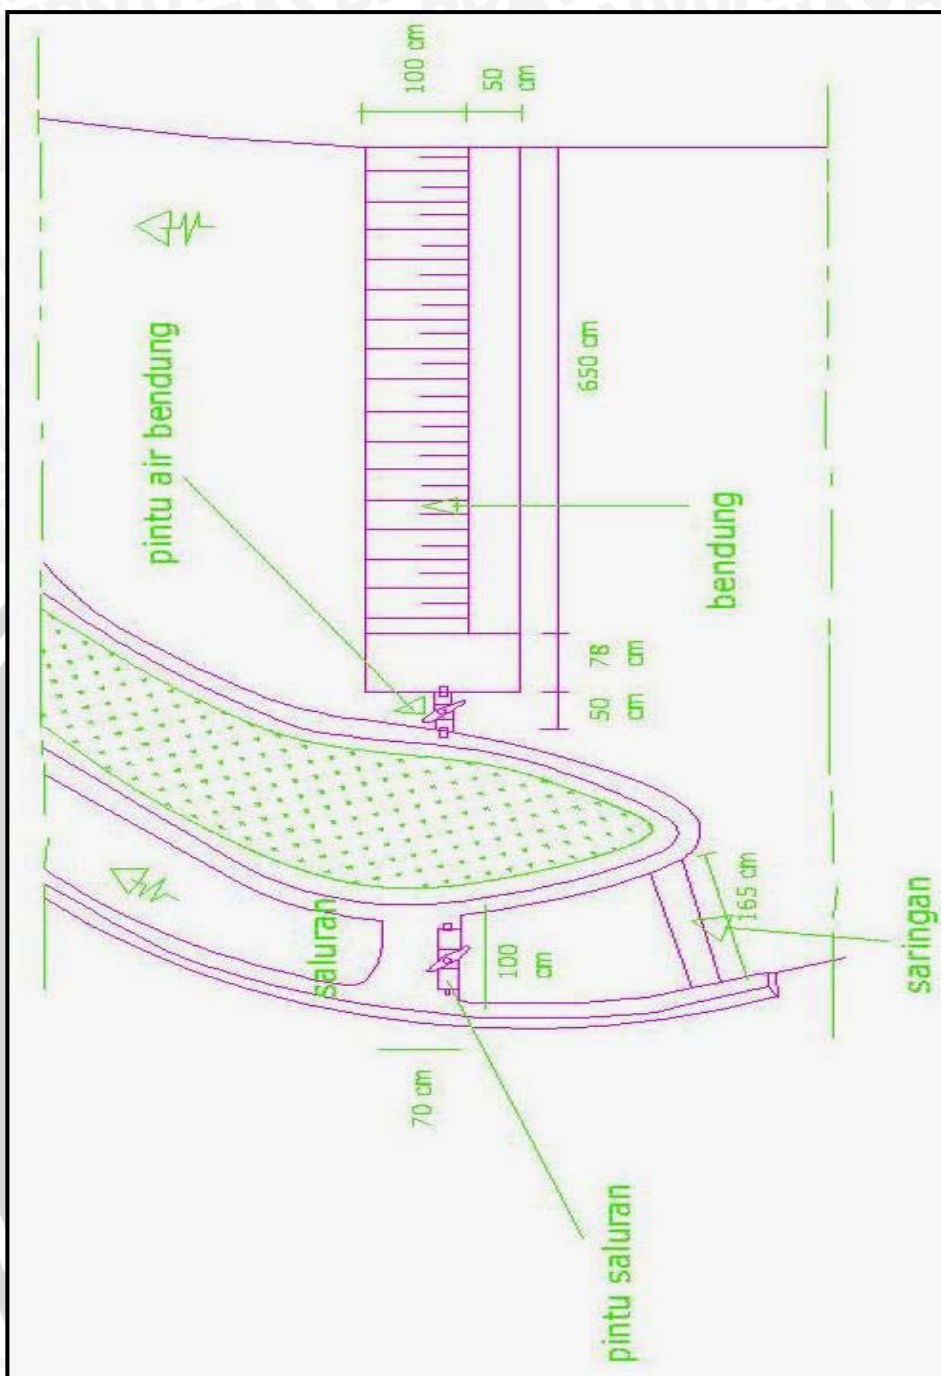 100 cm
50
cm
pintu air bendung
650 cm
bendung
78
cm
50
cm
saluran
165 cm
100
cm
saringan
70 cm
pintu saluran